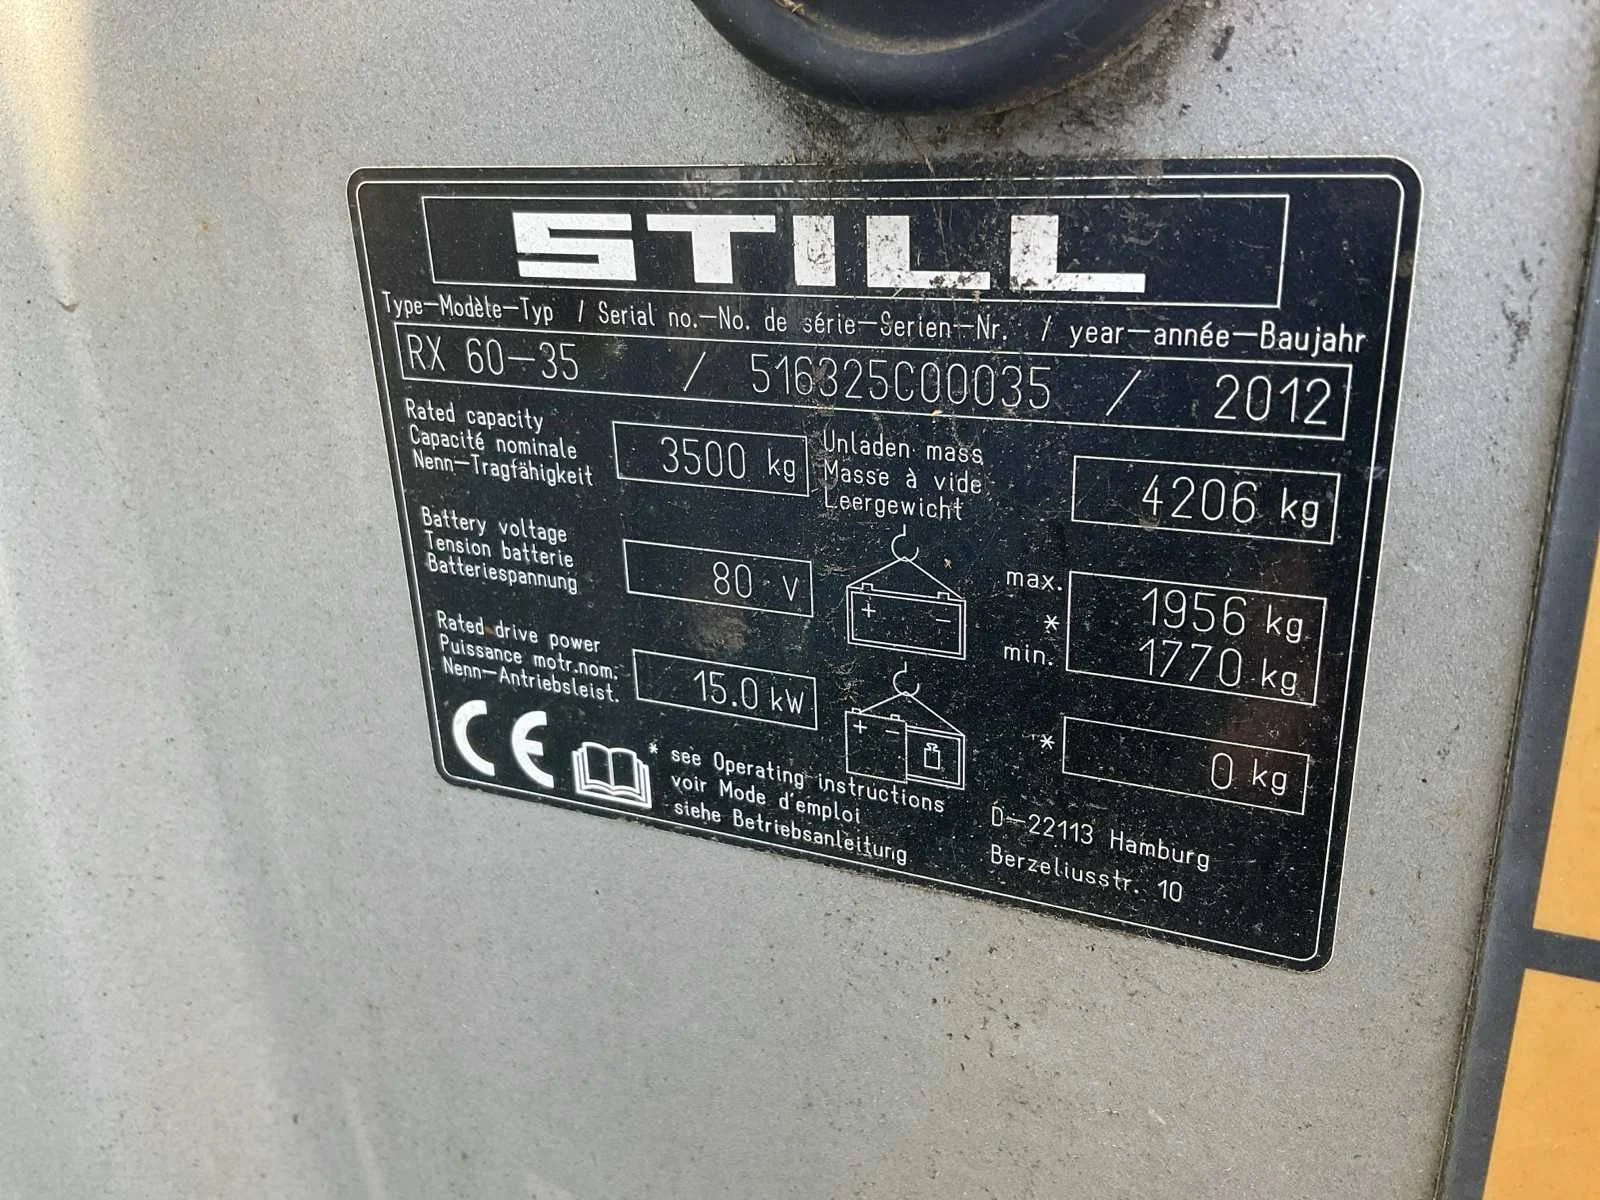 STILL
Type–Modèle–Typ / Serial no.–No. de série–Serien–Nr. / year–année–Baujahr
RX 60–35 / 516325C00035 / 2012
Rated capacity
Capacité nominale
Nenn–Tragfähigkeit
3500 kg
Unladen mass
Masse à vide
Leergewicht
4206 kg
Battery voltage
Tension batterie
Batteriespannung
80 V
+ –
max.
*
min.
1956 kg
1770 kg
Rated drive power
Puissance motr.nom.
Nenn–Antriebsleist.
15.0 kW
+ –
*
0 kg
CE
* see Operating instructions
voir Mode d'emploi
siehe Betriebsanleitung
D–22113 Hamburg
Berzeliusstr. 10